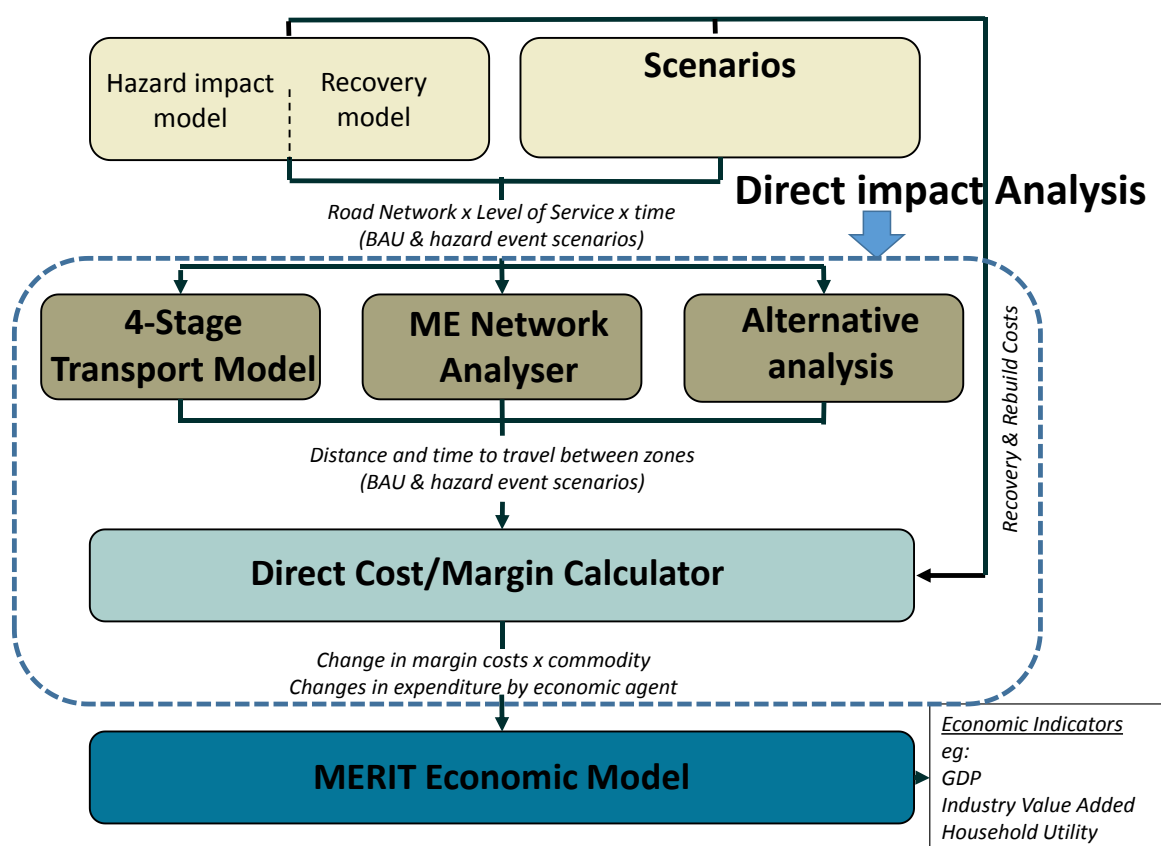 Hazard impact
model
Recovery
model
Scenarios
Direct impact Analysis
Road Network x Level of Service x time
(BAU & hazard event scenarios)
4-Stage
Transport Model
ME Network
Analyser
Alternative
analysis
Recovery & Rebuild Costs
Distance and time to travel between zones
(BAU & hazard event scenarios)
Direct Cost/Margin Calculator
Change in margin costs x commodity
Changes in expenditure by economic agent
MERIT Economic Model
Economic Indicators
eg:
GDP
Industry Value Added
Household Utility